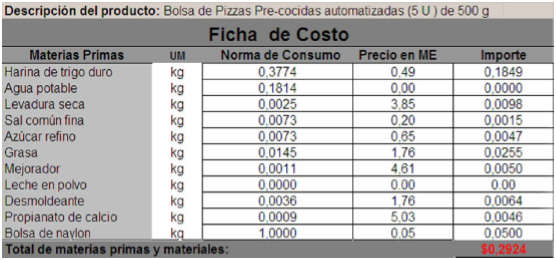 Descripción del producto: Bolsa de Pizzas Pre-cocidas automatizadas (5 U ) de 500 g
Ficha de Costo
Materias Primas UM Norma de Consumo Precio en ME Importe
Harina de trigo duro kg 0,3774 0,49 0,1849
Agua potable kg 0,1814 0,00 0,0000
Levadura seca kg 0,0025 3,85 0,0098
Sal común fina kg 0,0073 0,20 0,0015
Azúcar refino kg 0,0073 0,65 0,0047
Grasa kg 0,0145 1,76 0,0255
Mejorador kg 0,0011 4,61 0,0050
Leche en polvo kg 0,0000 0.00 0.00
Desmoldeante kg 0,0036 1,76 0,0064
Propianato de calcio kg 0,0009 5,03 0,0046
Bolsa de naylon kg 1,0000 0,05 0,0500
Total de materias primas y materiales: $0,2924